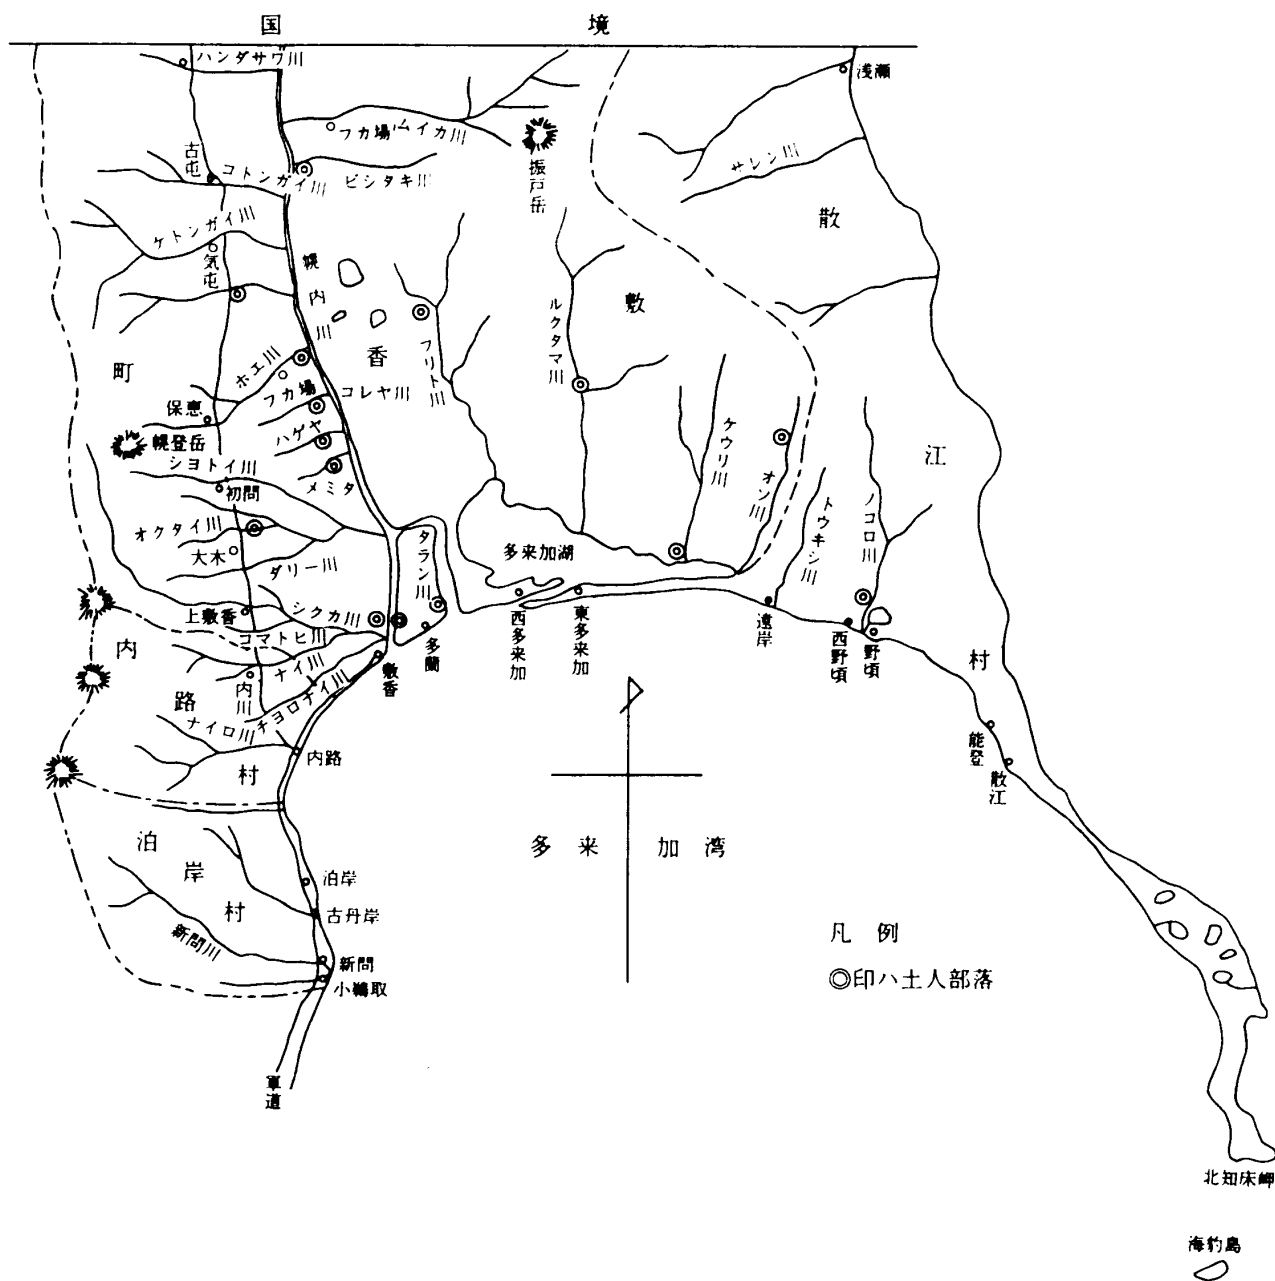 国境
ハンダサワ川
浅瀬
フカ場
ムイカ川
古屯
コトンガイ川
ビシタキ川
振戸岳
サレン川
散江村
ケトンガイ川
気屯
幌内川
敷香町
ルクタマ川
フリト川
ホエ川
フカ場
コレヤ川
保恵
ハゲヤ
幌登岳
シヨトイ川
メミタ
初問
ケウリ川
オン川
トウキシ川
ノコロ川
オクタイ川
大木
ダリー川
タラン川
多来加湖
上敷香
シクカ川
コマトヒ川
多蘭
西多来加
東多来加
遠岸
西野頃
野頃
敷香
ナイ川
内川
チヨロナイ川
ナイロ川
内路村
内路
能登
散江
多来加湾
泊岸村
泊岸
古丹岸
新問川
新問
小鵜取
凡例
◎印ハ土人部落
軍道
北知床岬
海豹島